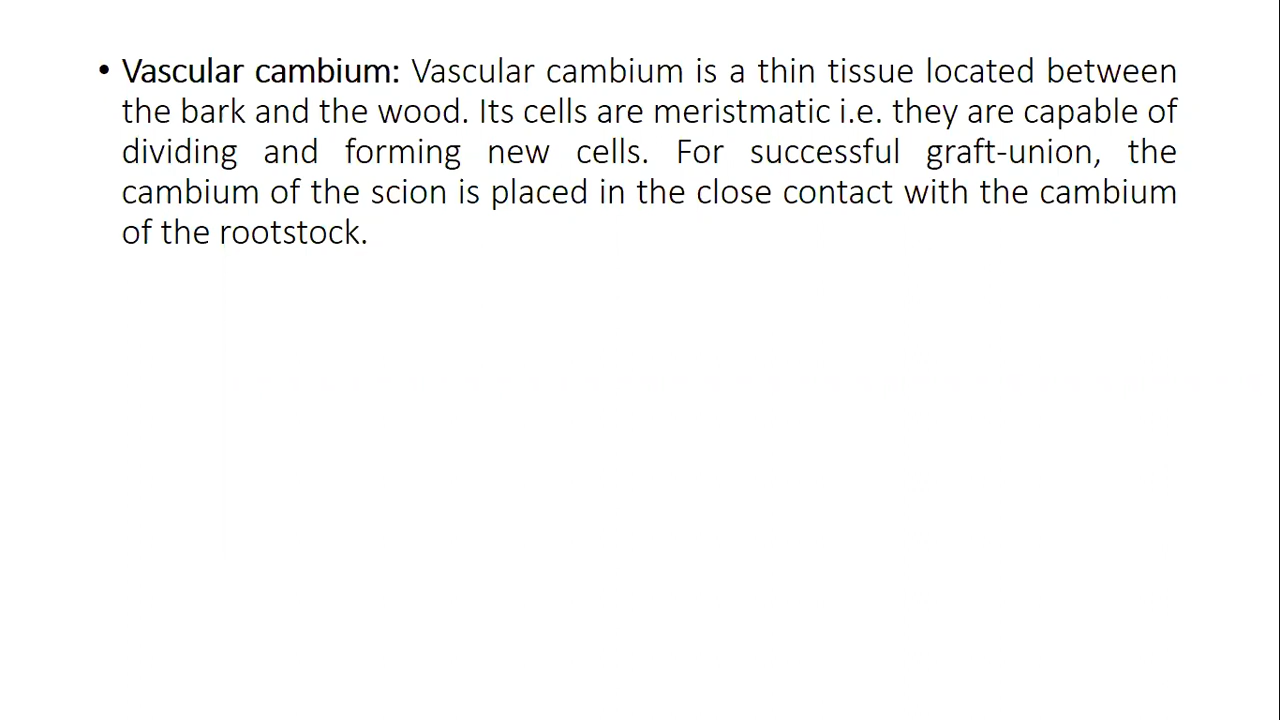 • Vascular cambium: Vascular cambium is a thin tissue located between
the bark and the wood. Its cells are meristmatic i.e. they are capable of
dividing and forming new cells. For successful graft-union, the
cambium of the scion is placed in the close contact with the cambium
of the rootstock.